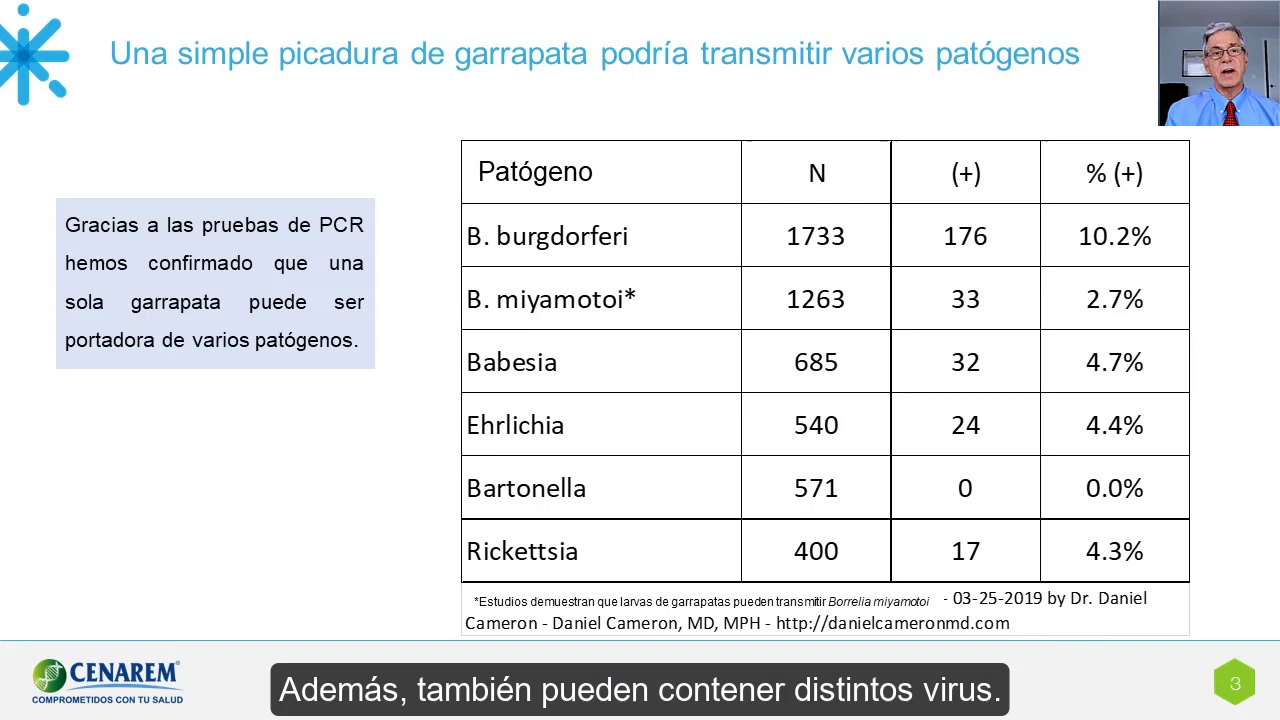 Una simple picadura de garrapata podría transmitir varios patógenos
Gracias a las pruebas de PCR
hemos confirmado que una
sola garrapata puede ser
portadora de varios patógenos.
Patógeno N (+) % (+)
B. burgdorferi 1733 176 10.2%
B. miyamotoi* 1263 33 2.7%
Babesia 685 32 4.7%
Ehrlichia 540 24 4.4%
Bartonella 571 0 0.0%
Rickettsia 400 17 4.3%
*Estudios demuestran que larvas de garrapatas pueden transmitir Borrelia miyamotoi - 03-25-2019 by Dr. Daniel
Cameron - Daniel Cameron, MD, MPH - http://danielcameronmd.com
CENAREM®
COMPROMETIDOS CON TU SALUD
Además, también pueden contener distintos virus.
3